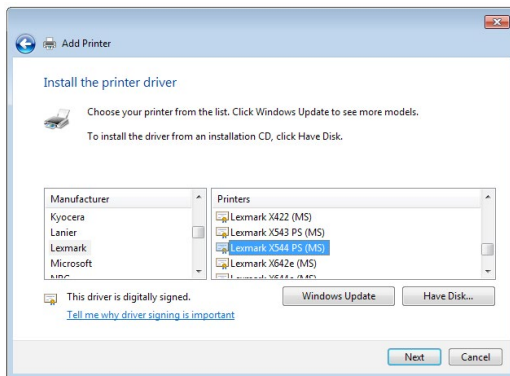 Add Printer
Install the printer driver
Choose your printer from the list. Click Windows Update to see more models.
To install the driver from an installation CD, click Have Disk.
Manufacturer
Kyocera
Lanier
Lexmark
Microsoft
Printers
Lexmark X422 (MS)
Lexmark X543 PS (MS)
Lexmark X544 PS (MS)
Lexmark X642e (MS)
This driver is digitally signed.
Tell me why driver signing is important
Windows Update
Have Disk...
Next
Cancel